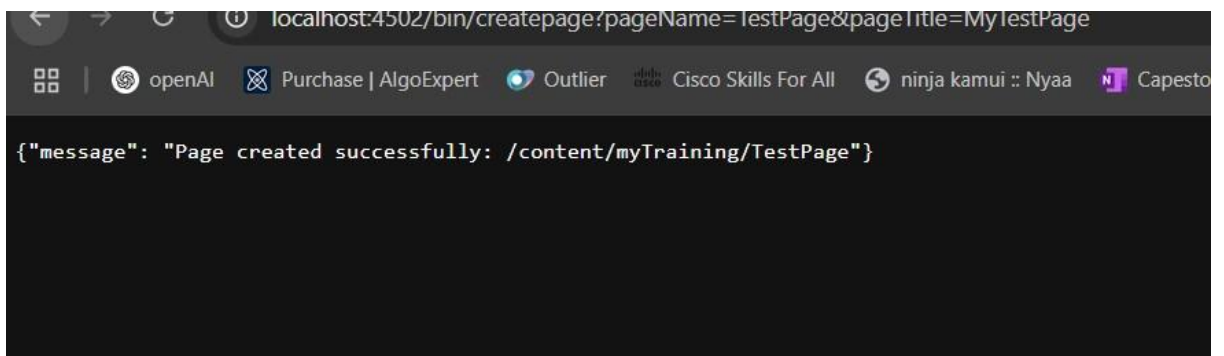 localhost:4502/bin/createpage?pageName=TestPage&pageTitle=MyTestPage
openAI Purchase | AlgoExpert Outlier Cisco Skills For All ninja kamui :: Nyaa Capesto
{"message": "Page created successfully: /content/myTraining/TestPage"}